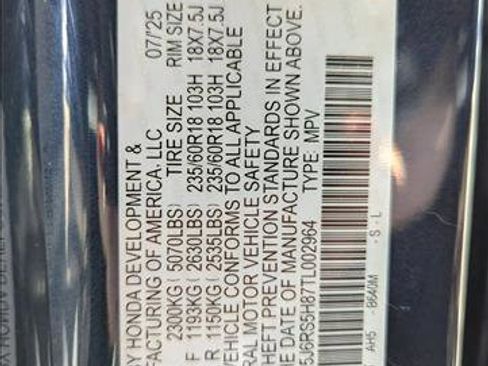 BY HONDA DEVELOPMENT &
FACTURING OF AMERICA, LLC 07/'25
2300KG 5070LBS TIRE SIZE RIM SIZE
F 1193KG (2630LBS) 235/60R18 103H 18X7.5J
R 1150KG (2535LBS) 235/60R18 103H 18X7.5J
VEHICLE CONFORMS TO ALL APPLICABLE
RAL MOTOR VEHICLE SAFETY
HEFT PREVENTION STANDARDS IN EFFECT
HE DATE OF MANUFACTURE SHOWN ABOVE.
5J6RS5H87TL002964 TYPE: MPV
AH5 - S - L